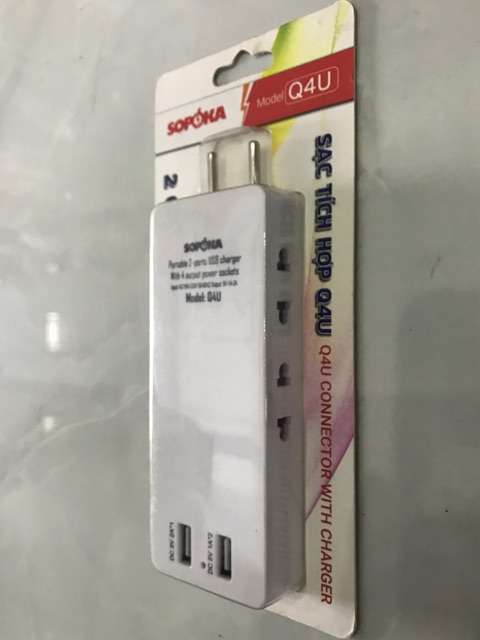 SOPOKA
Model Q4U
SẠC TÍCH HỢP Q4U
Q4U CONNECTOR WITH CHARGER
2
SOPOKA
Portable 2-ports USB charger
With 4 output power sockets
Model: Q4U